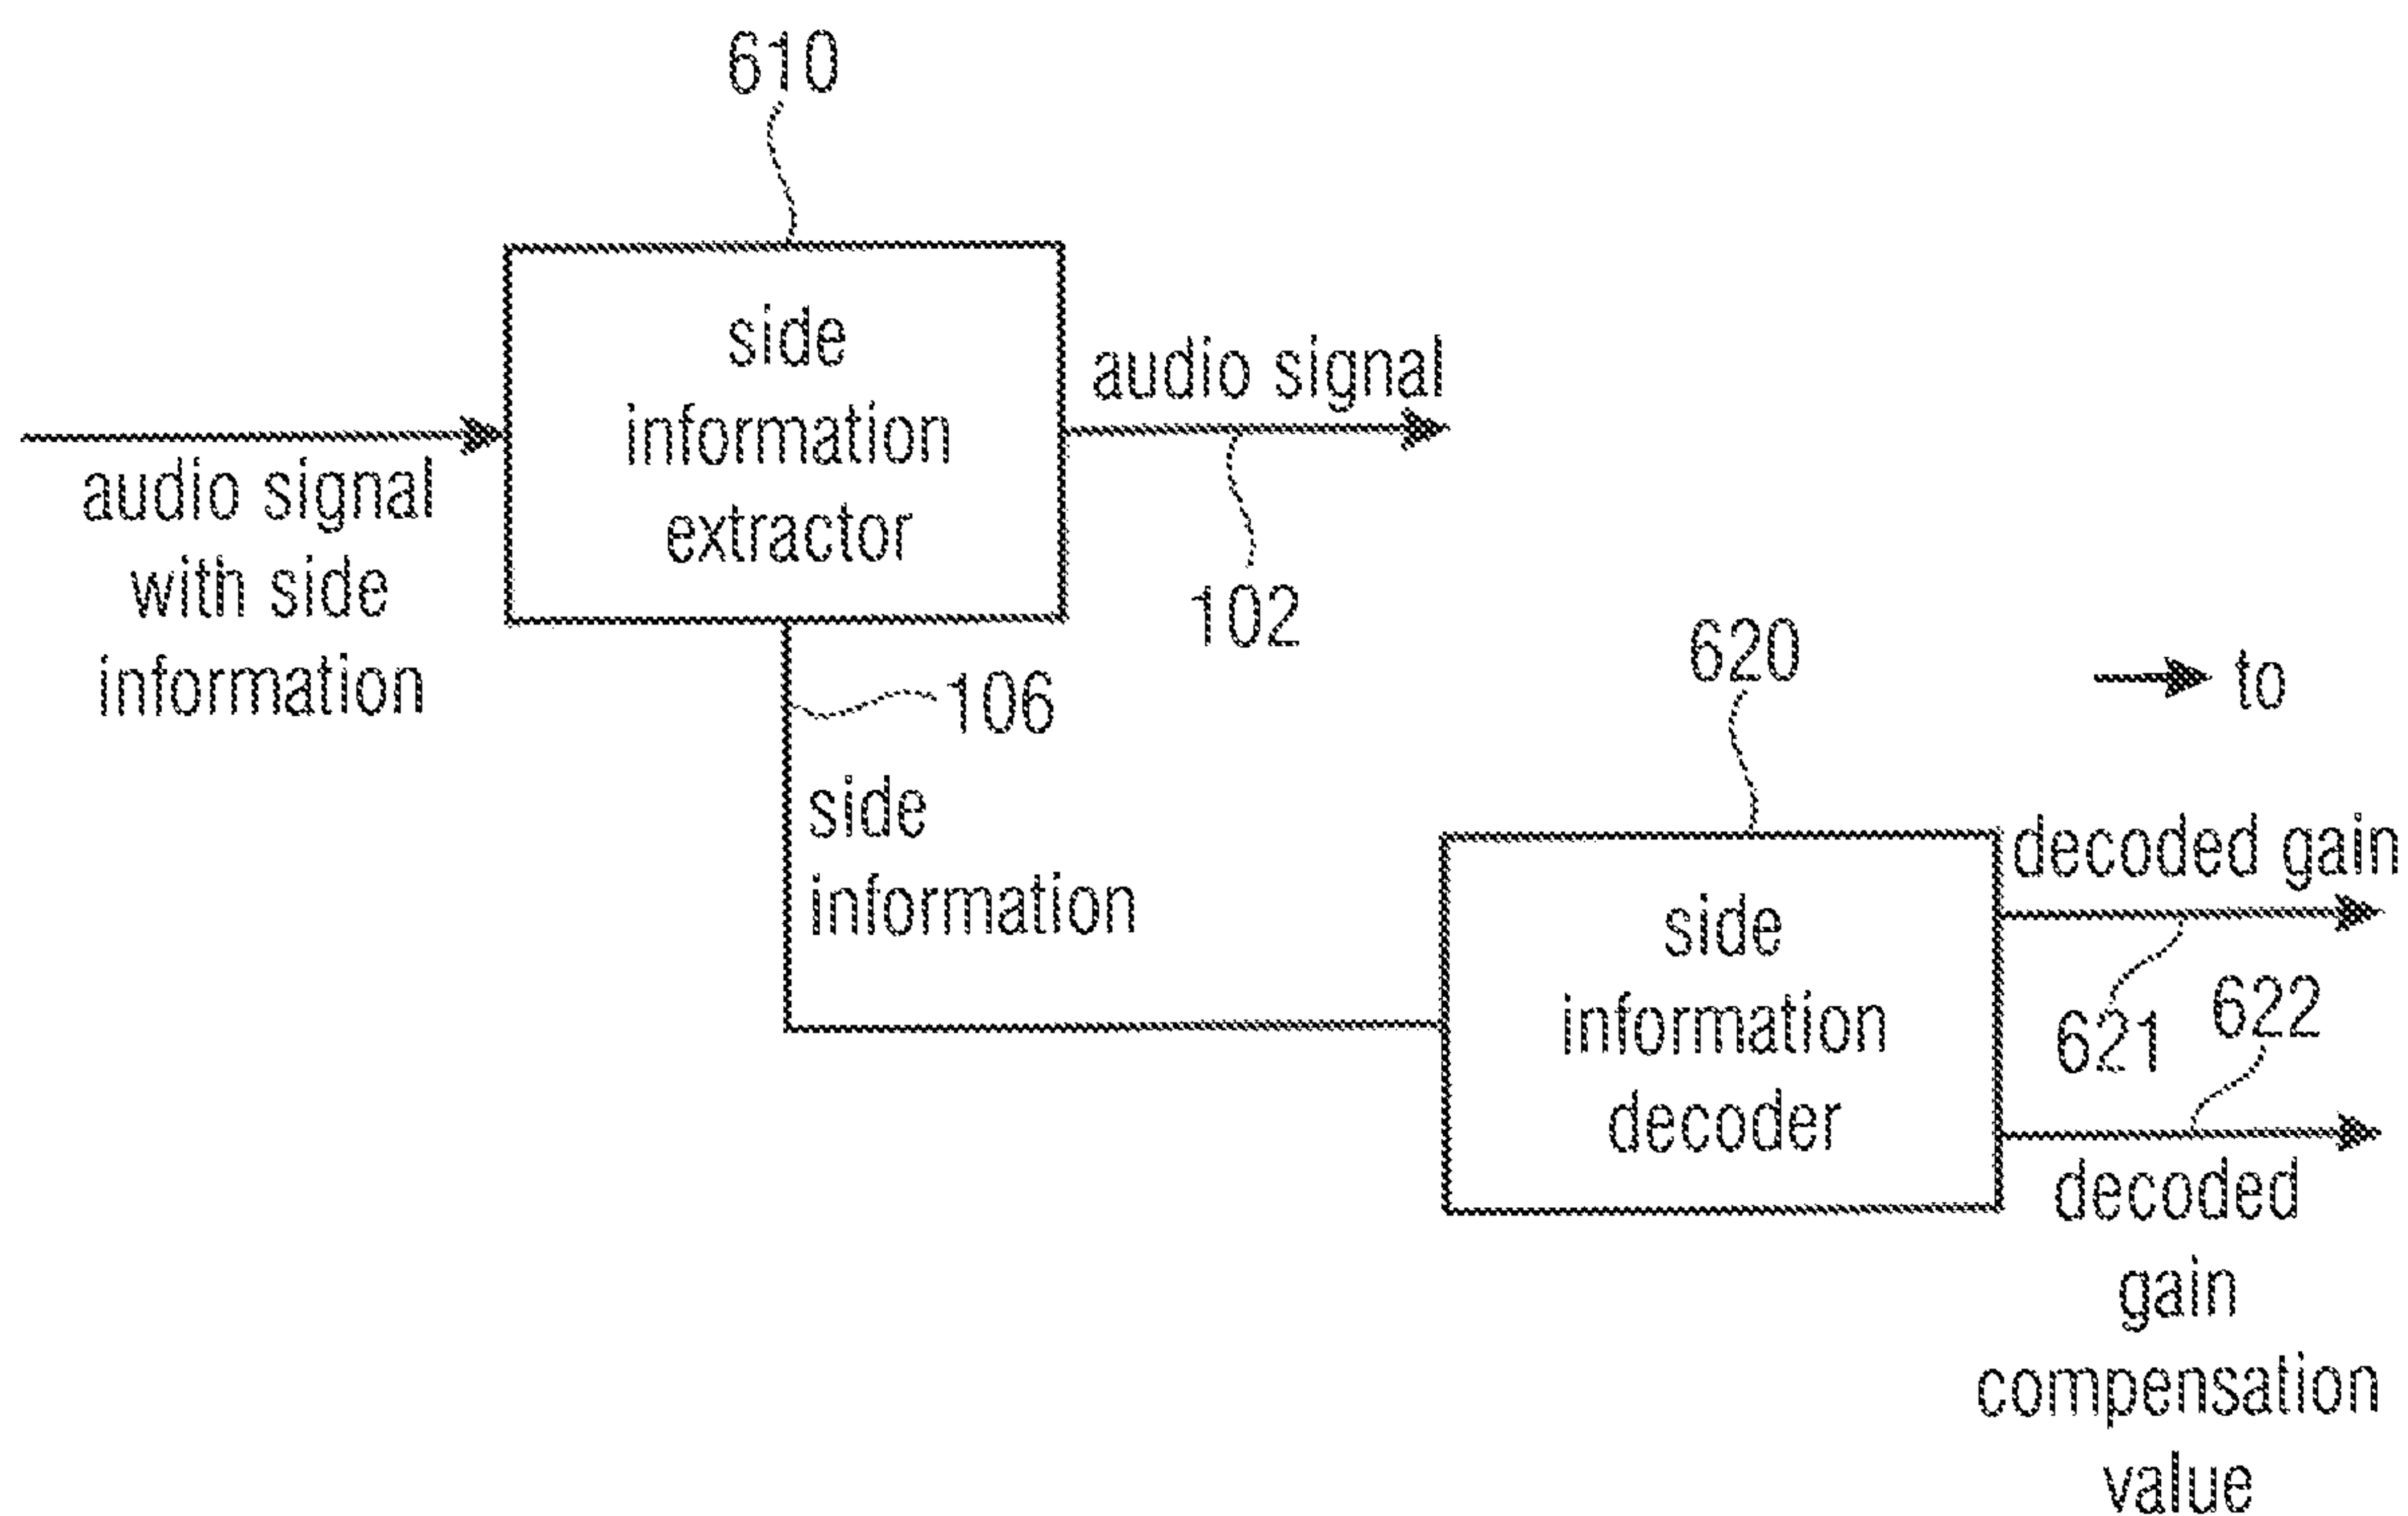 610
side
information
extractor
audio signal
102
audio signal
with side
information
106
side
information
620
to
decoded gain
side
information
decoder
621
622
decoded
gain
compensation
value